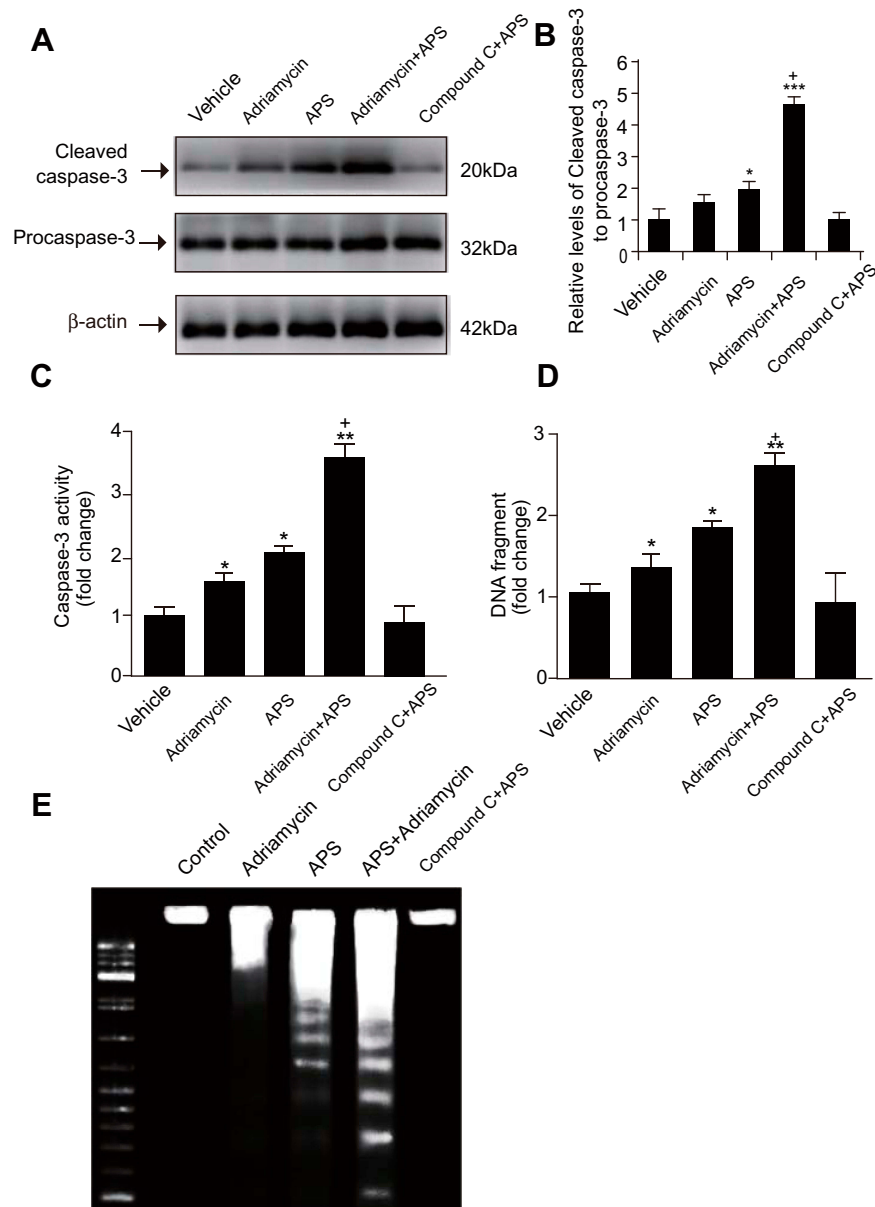 A
Vehicle
Adriamycin
APS
Adriamycin+APS
Compound C+APS
Cleaved
caspase-3
20kDa
Procaspase-3
32kDa
β-actin
42kDa
B
Relative levels of Cleaved caspase-3
to procaspase-3
6
5
4
3
2
1
0
*
+
***
Vehicle
Adriamycin
APS
Adriamycin+APS
Compound C+APS
C
Caspase-3 activity
(fold change)
4
3
2
1
0
*
*
+
**
Vehicle
Adriamycin
APS
Adriamycin+APS
Compound C+APS
D
DNA fragment
(fold change)
3
2
1
0
*
*
+
**
Vehicle
Adriamycin
APS
Adriamycin+APS
Compound C+APS
E
Control
Adriamycin
APS
APS+Adriamycin
Compound C+APS